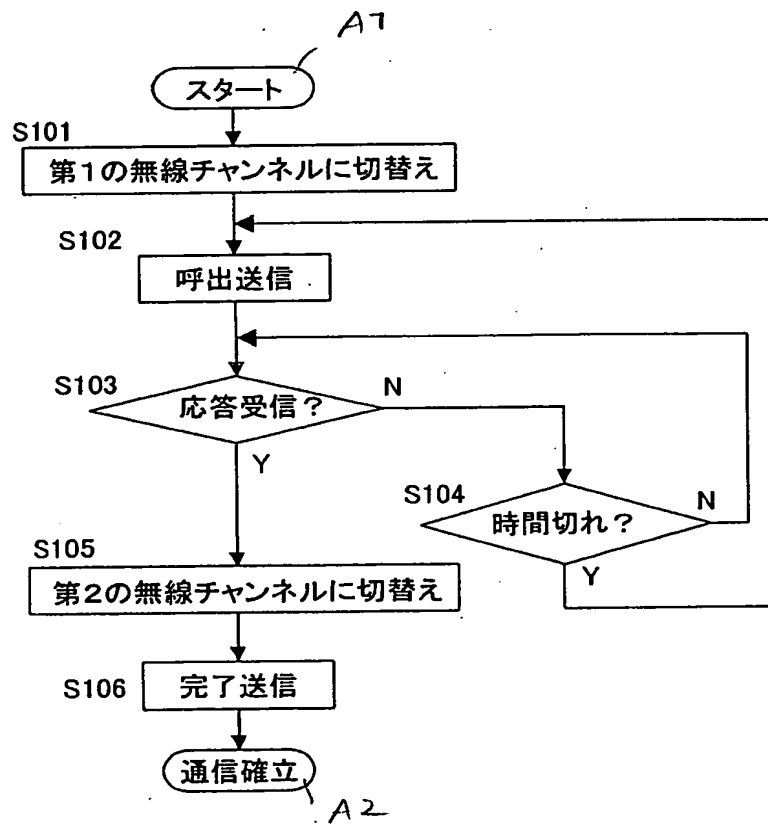 A1
スタート
S101
第1の無線チャンネルに切替え
S102
呼出送信
S103
応答受信?
N
Y
S104
時間切れ?
N
Y
S105
第2の無線チャンネルに切替え
S106
完了送信
通信確立
A2